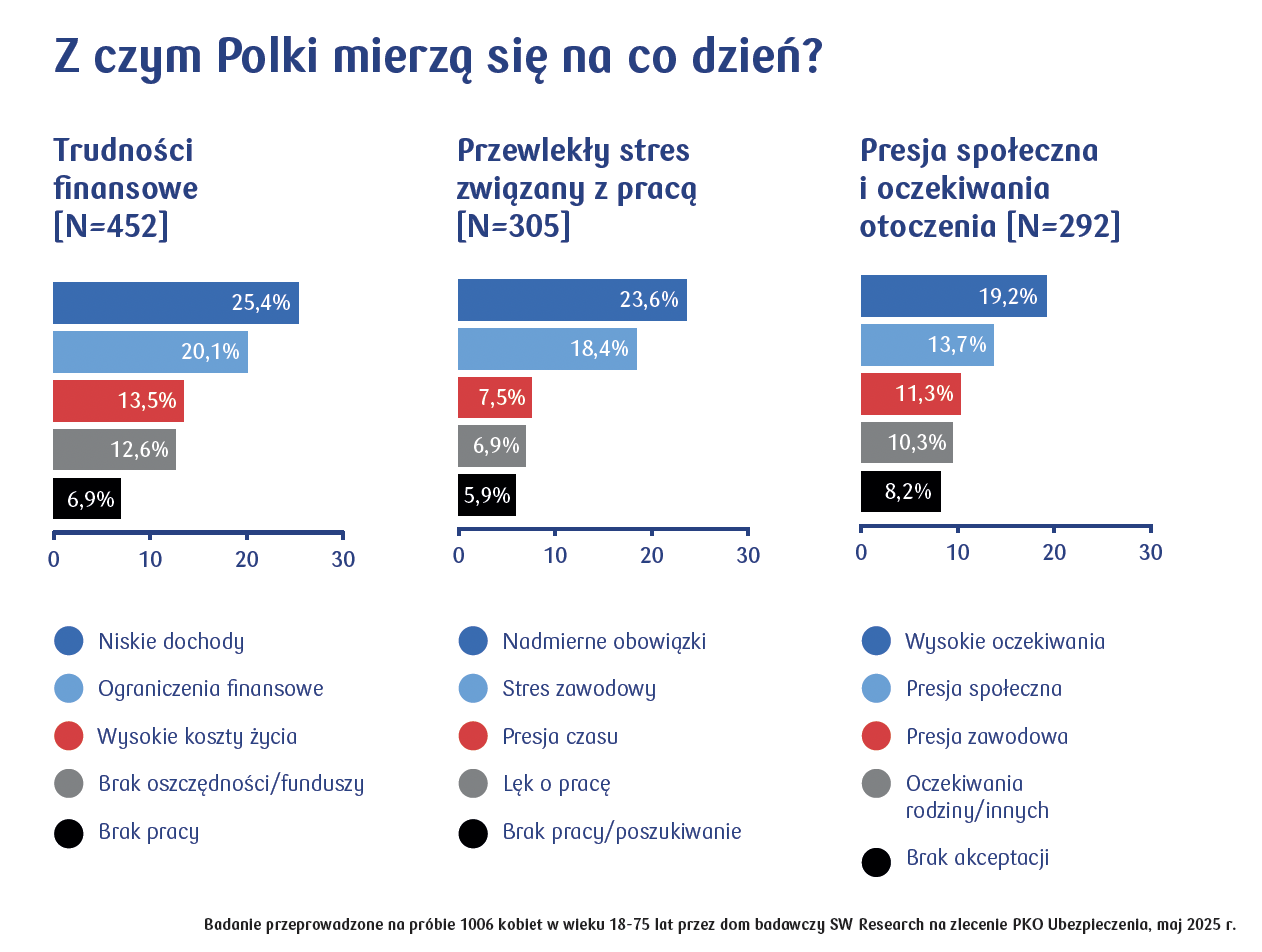 Z czym Polki mierzą się na co dzień?
Trudności
finansowe
[N=452]
25,4%
20,1%
13,5%
12,6%
6,9%
0 10 20 30
Niskie dochody
Ograniczenia finansowe
Wysokie koszty życia
Brak oszczędności/funduszy
Brak pracy
Przewlekły stres
związany z pracą
[N=305]
23,6%
18,4%
7,5%
6,9%
5,9%
0 10 20 30
Nadmierne obowiązki
Stres zawodowy
Presja czasu
Lęk o pracę
Brak pracy/poszukiwanie
Presja społeczna
i oczekiwania
otoczenia [N=292]
19,2%
13,7%
11,3%
10,3%
8,2%
0 10 20 30
Wysokie oczekiwania
Presja społeczna
Presja zawodowa
Oczekiwania
rodziny/innych
Brak akceptacji
Badanie przeprowadzone na próbie 1006 kobiet w wieku 18-75 lat przez dom badawczy SW Research na zlecenie PKO Ubezpieczenia, maj 2025 r.